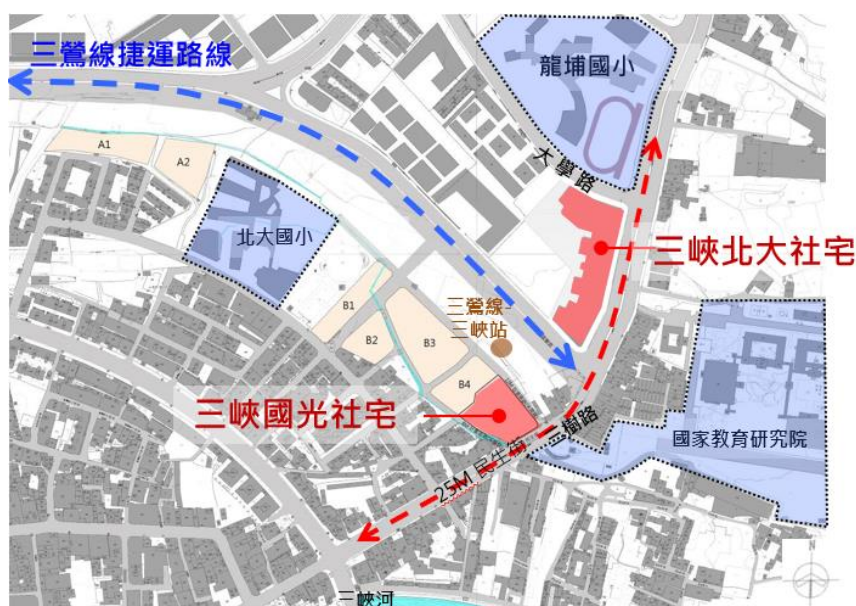 三鶯線捷運路線
龍埔國小
大學路
A1
A2
北大國小
三峽北大社宅
三鶯線-
三峽站
B1
B2
B3
B4
三峽國光社宅
三樹路
國家教育研究院
25M 民生街
N
三峽河